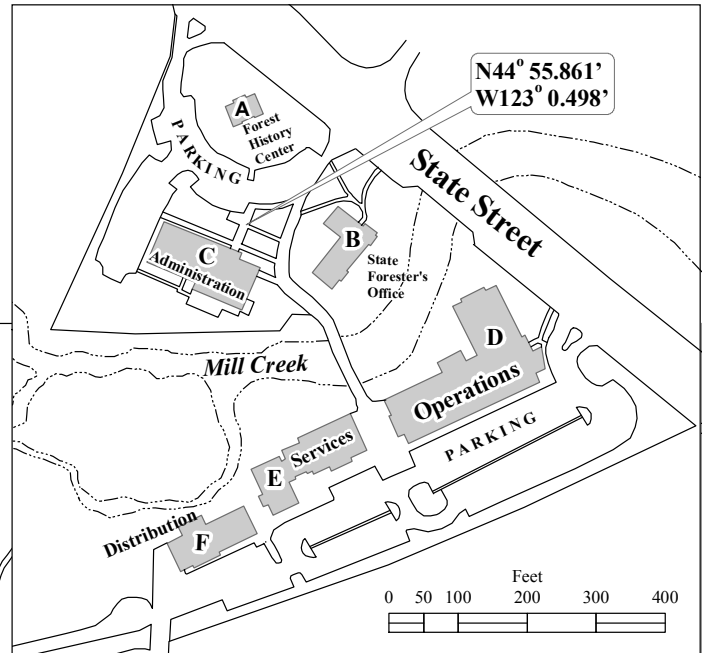 N44° 55.861’
W123° 0.498’
A
Forest
History
Center
PARKING
State Street
B
State
Forester's
Office
C
Administration
D
Operations
Mill Creek
PARKING
Services
E
Distribution
F
Feet
0 50 100 200 300 400